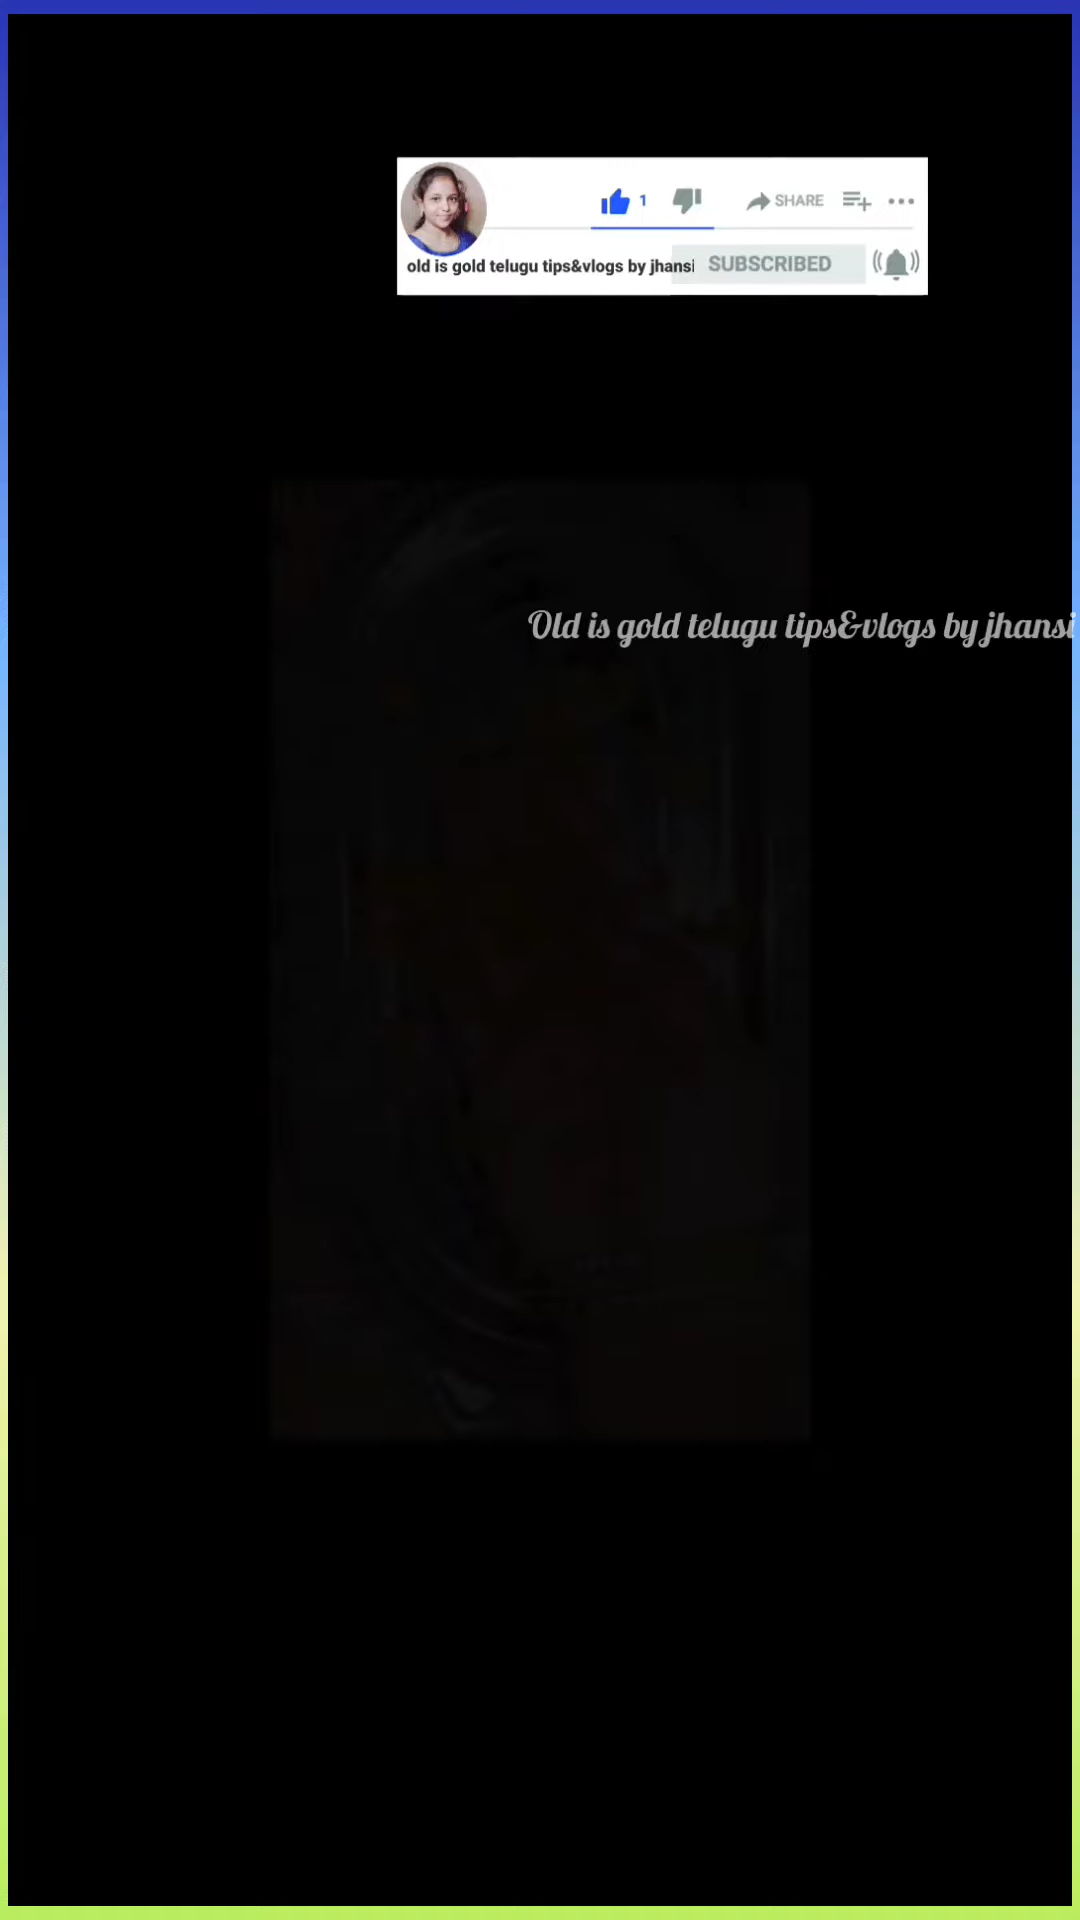 1
SHARE
old is gold telugu tips&vlogs by jhansi
SUBSCRIBED
Old is gold telugu tips&vlogs by jhansi